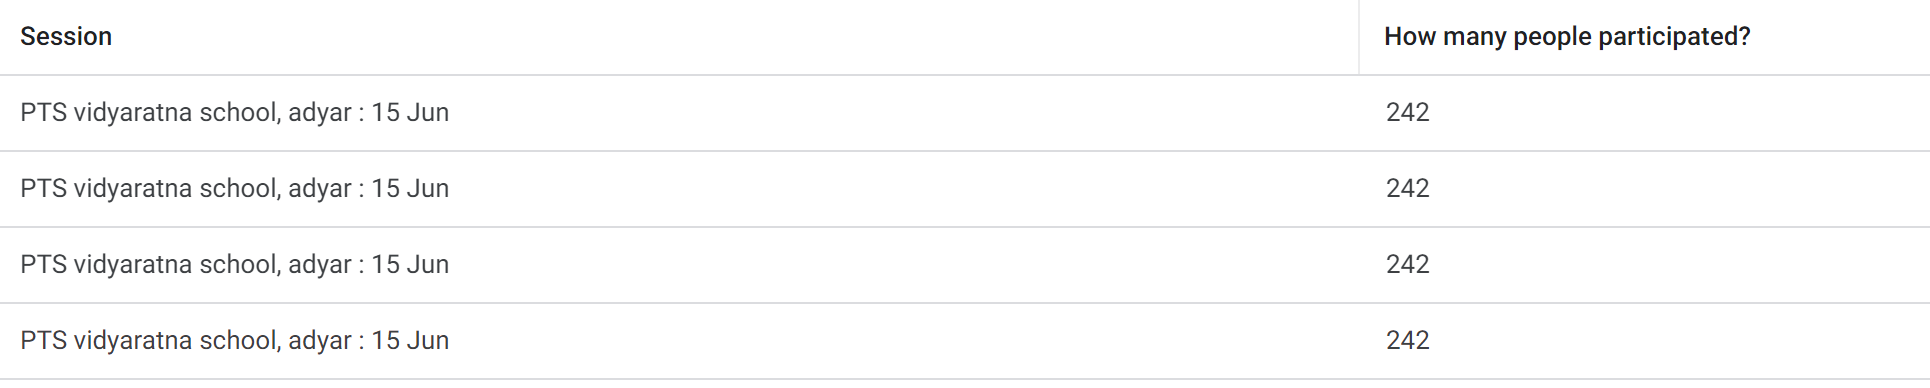 Session How many people participated?
PTS vidyaratna school, adyar : 15 Jun 242
PTS vidyaratna school, adyar : 15 Jun 242
PTS vidyaratna school, adyar : 15 Jun 242
PTS vidyaratna school, adyar : 15 Jun 242